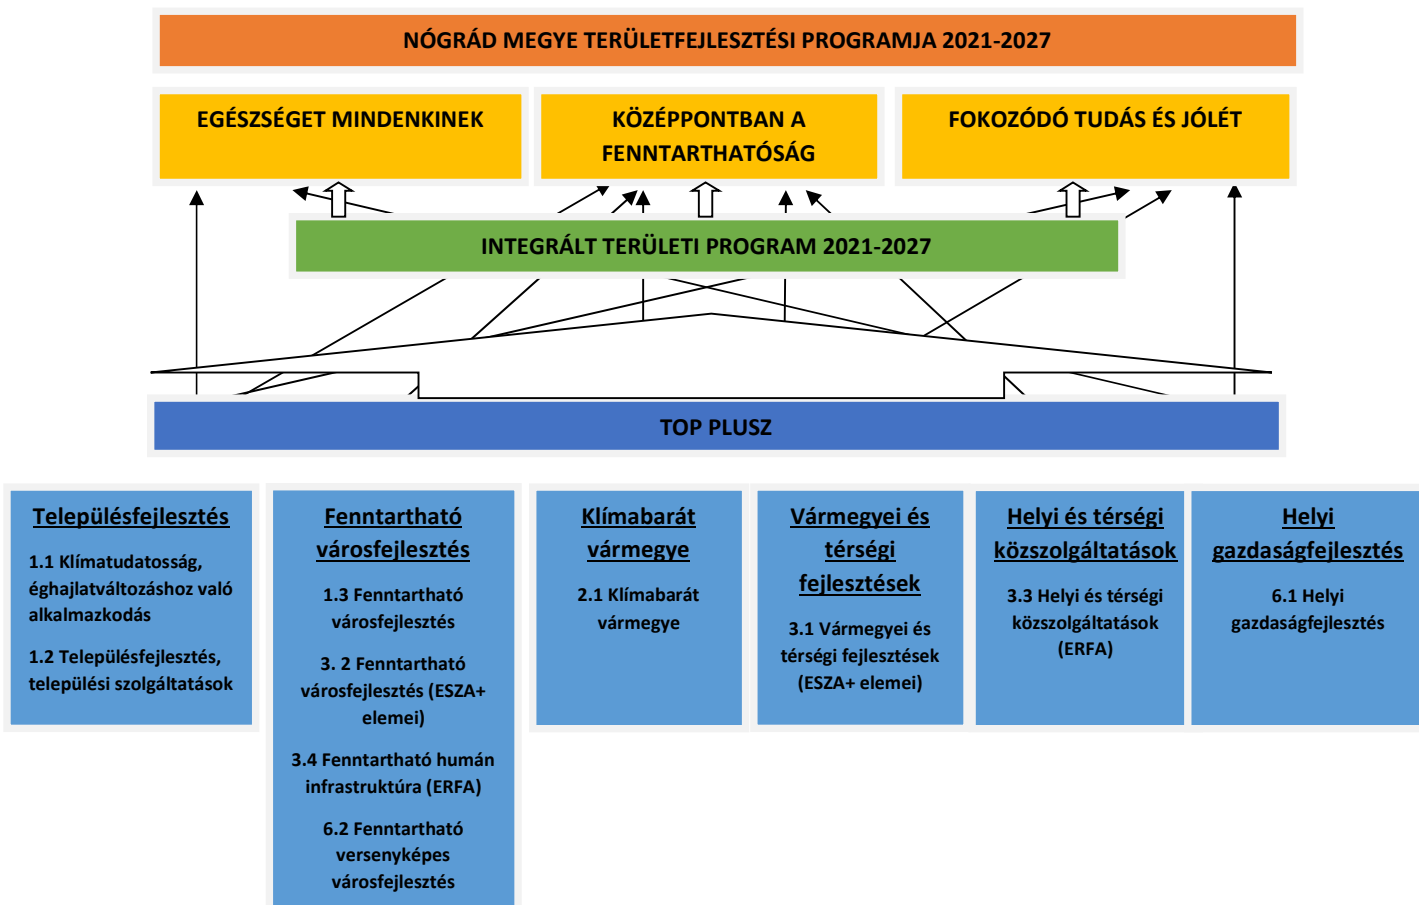 NÓGRÁD MEGYE TERÜLETFEJLESZTÉSI PROGRAMJA 2021-2027
EGÉSZSÉGET MINDENKINEK
KÖZÉPPONTBAN A
FENNTARTHATÓSÁG
FOKOZÓDÓ TUDÁS ÉS JÓLÉT
INTEGRÁLT TERÜLETI PROGRAM 2021-2027
TOP PLUSZ
Településfejlesztés
1.1 Klímatudatosság,
éghajlatváltozáshoz való
alkalmazkodás
1.2 Településfejlesztés,
települési szolgáltatások
Fenntartható
városfejlesztés
1.3 Fenntartható
városfejlesztés
3. 2 Fenntartható
városfejlesztés (ESZA+
elemei)
3.4 Fenntartható humán
infrastruktúra (ERFA)
6.2 Fenntartható
versenyképes
városfejlesztés
Klímabarát
vármegye
2.1 Klímabarát
vármegye
Vármegyei és
térségi
fejlesztések
3.1 Vármegyei és
térségi fejlesztések
(ESZA+ elemei)
Helyi és térségi
közszolgáltatások
3.3 Helyi és térségi
közszolgáltatások
(ERFA)
Helyi
gazdaságfejlesztés
6.1 Helyi
gazdaságfejlesztés